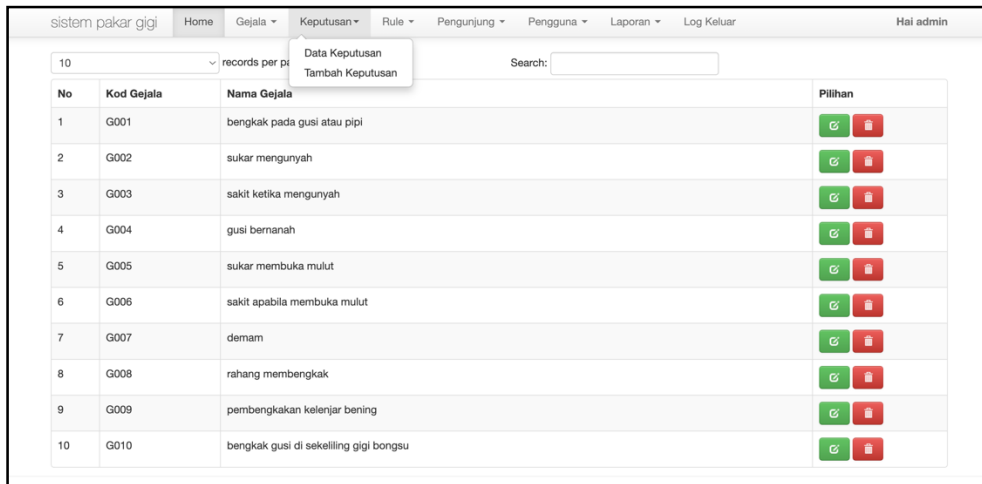 sistem pakar gigi Home Gejala Keputusan Rule Pengunjung Pengguna Laporan Log Keluar Hai admin
Data Keputusan
Tambah Keputusan
10 records per pa Search:
No Kod Gejala Nama Gejala Pilihan
1 G001 bengkak pada gusi atau pipi
2 G002 sukar mengunyah
3 G003 sakit ketika mengunyah
4 G004 gusi bernanah
5 G005 sukar membuka mulut
6 G006 sakit apabila membuka mulut
7 G007 demam
8 G008 rahang membengkak
9 G009 pembengkakan kelenjar bening
10 G010 bengkak gusi di sekeliling gigi bongsu